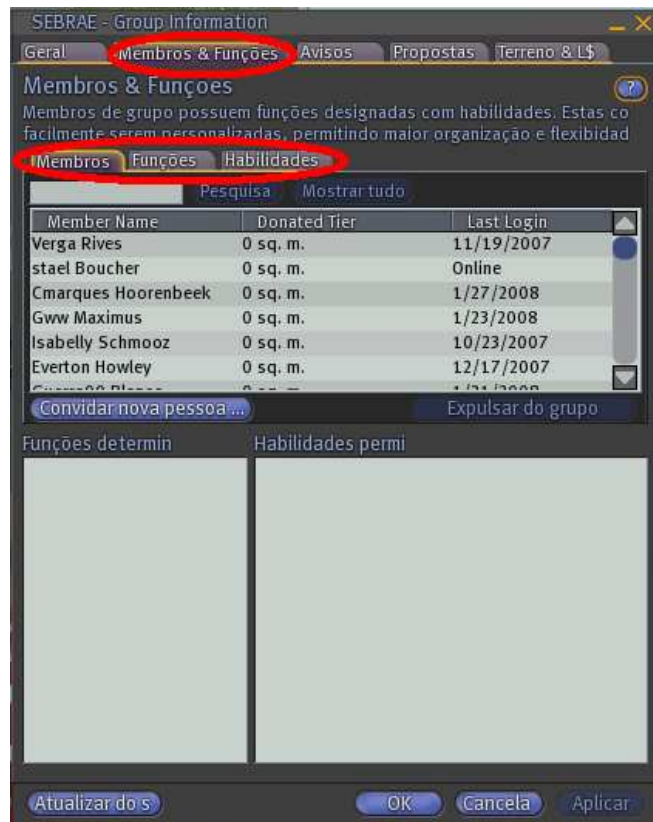 SEBRAE - Group Information
Geral Membros & Funções Avisos Propostas Terreno & L$
Membros & Funçoes
?
Membros de grupo possuem funções designadas com habilidades. Estas co
facilmente serem personalizadas, permitindo maior organização e flexibidad
Membros Funções Habilidades
Pesquisa Mostrar tudo
Member Name Donated Tier Last Login
Verga Rives 0 sq. m. 11/19/2007
stael Boucher 0 sq. m. Online
Cmarques Hoorenbeek 0 sq. m. 1/27/2008
Gww Maximus 0 sq. m. 1/23/2008
Isabelly Schmooz 0 sq. m. 10/23/2007
Everton Howley 0 sq. m. 12/17/2007
0 sq. m.
Convidar nova pessoa ... Expulsar do grupo
Funções determin Habilidades permi
Atualizar do s OK Cancela Aplicar